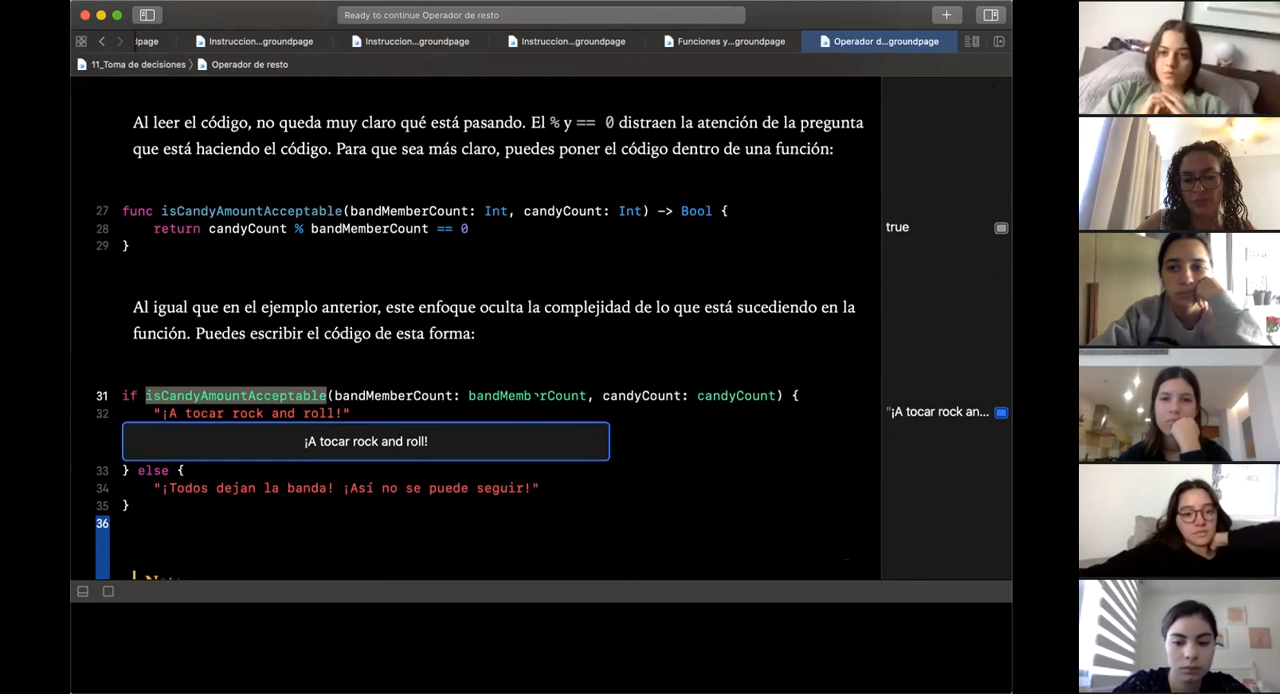 Ready to continue Operador de resto
Instruccion...groundpage
Instruccion...groundpage
Instruccion...groundpage
Funciones y...groundpage
Operador d...groundpage
11_Toma de decisiones
Operador de resto
Al leer el código, no queda muy claro qué está pasando. El % y == 0 distraen la atención de la pregunta
que está haciendo el código. Para que sea más claro, puedes poner el código dentro de una función:
27 func isCandyAmountAcceptable(bandMemberCount: Int, candyCount: Int) -> Bool {
28 return candyCount % bandMemberCount == 0
true
29 }
Al igual que en el ejemplo anterior, este enfoque oculta la complejidad de lo que está sucediendo en la
función. Puedes escribir el código de esta forma:
31 if isCandyAmountAcceptable(bandMemberCount: bandMemberCount, candyCount: candyCount) {
32 "¡A tocar rock and roll!"
"¡A tocar rock an...
¡A tocar rock and roll!
33 } else {
34 "¡Todos dejan la banda! ¡Así no se puede seguir!"
35 }
36